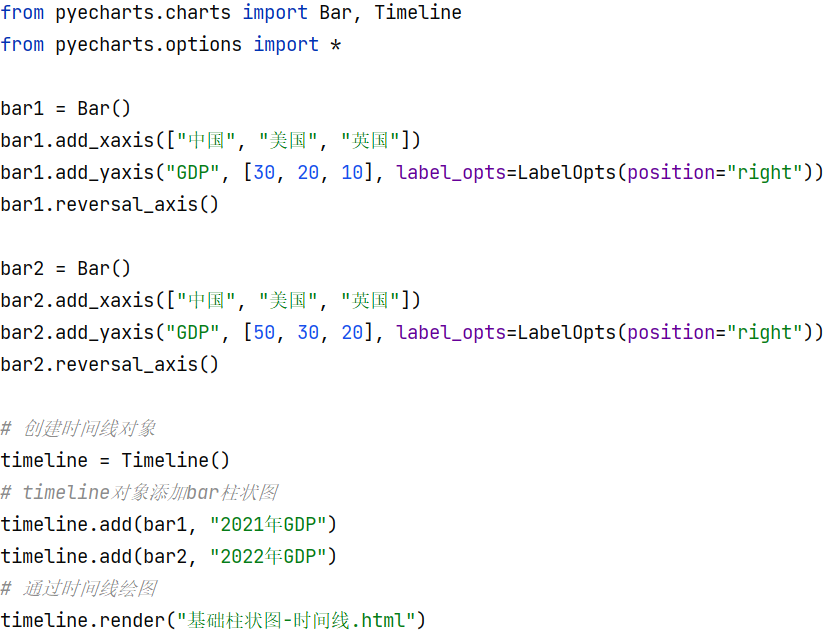 from pyecharts.charts import Bar, Timeline
from pyecharts.options import *
bar1 = Bar()
bar1.add_xaxis(["中国", "美国", "英国"])
bar1.add_yaxis("GDP", [30, 20, 10], label_opts=LabelOpts(position="right"))
bar1.reversal_axis()
bar2 = Bar()
bar2.add_xaxis(["中国", "美国", "英国"])
bar2.add_yaxis("GDP", [50, 30, 20], label_opts=LabelOpts(position="right"))
bar2.reversal_axis()
# 创建时间线对象
timeline = Timeline()
# timeline对象添加bar柱状图
timeline.add(bar1, "2021年GDP")
timeline.add(bar2, "2022年GDP")
# 通过时间线绘图
timeline.render("基础柱状图-时间线.html")